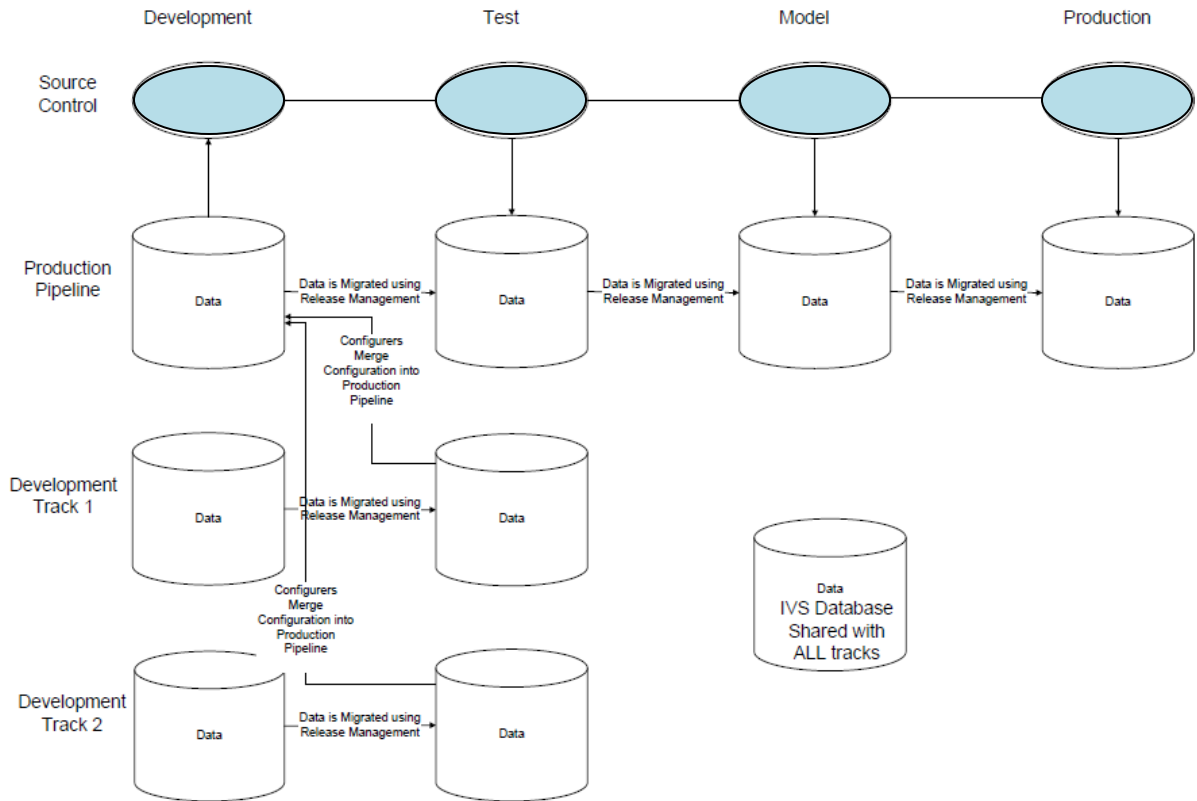 Development
Test
Model
Production
Source
Control
Production
Pipeline
Data
Data is Migrated using
Release Management
Data
Data is Migrated using
Release Management
Data
Data is Migrated using
Release Management
Data
Configurers
Merge
Configuration into
Production
Pipeline
Development
Track 1
Data
Data is Migrated using
Release Management
Data
Configurers
Merge
Configuration into
Production
Pipeline
Data
IVS Database
Shared with
ALL tracks
Development
Track 2
Data
Data is Migrated using
Release Management
Data